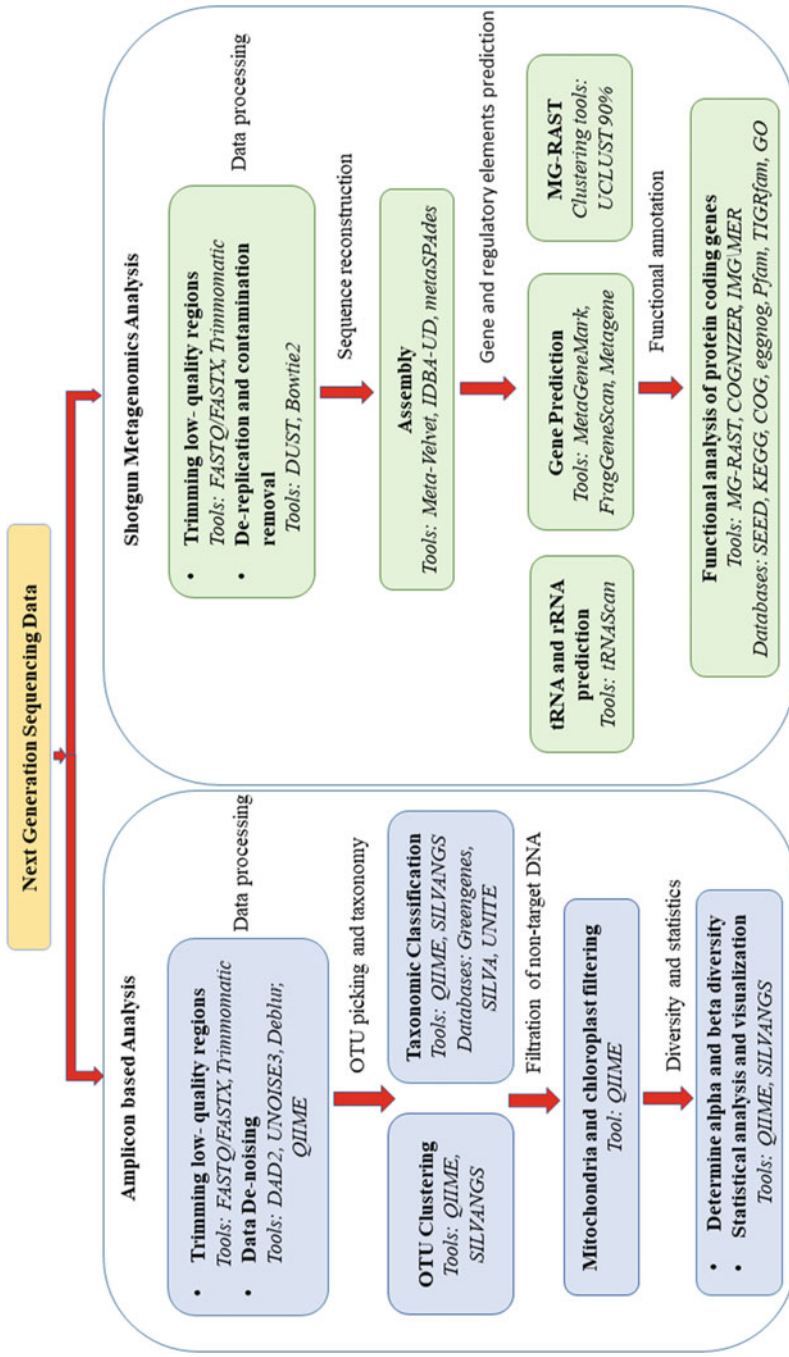 Next Generation Sequencing Data
Amplicon based Analysis
• Trimming low- quality regions
Tools: FASTQ/FASTX, Trimmomatic
• Data De-noising
Tools: DAD2, UNOISE3, Deblur,
QIIME
Data processing
OTU picking and taxonomy
OTU Clustering
Tools: QIIME,
SILVANGS
Taxonomic Classification
Tools: QIIME, SILVANGS
Databases: Greengenes,
SILVA, UNITE
Filtration of non-target DNA
Mitochondria and chloroplast filtering
Tool: QIIME
Diversity and statistics
• Determine alpha and beta diversity
• Statistical analysis and visualization
Tools: QIIME, SILVANGS
Shotgun Metagenomics Analysis
• Trimming low- quality regions
Tools: FASTQ/FASTX, Trimmomatic
• De-replication and contamination
removal
Tools: DUST, Bowtie2
Data processing
Sequence reconstruction
Assembly
Tools: Meta-Velvet, IDBA-UD, metaSPAdes
Gene and regulatory elements prediction
tRNA and rRNA
prediction
Tools: tRNAScan
Gene Prediction
Tools: MetaGeneMark,
FragGeneScan, Metagene
MG-RAST
Clustering tools:
UCLUST 90%
Functional annotation
Functional analysis of protein coding genes
Tools: MG-RAST, COGNIZER, IMG\MER
Databases: SEED, KEGG, COG, eggnog, Pfam, TIGRfam, GO